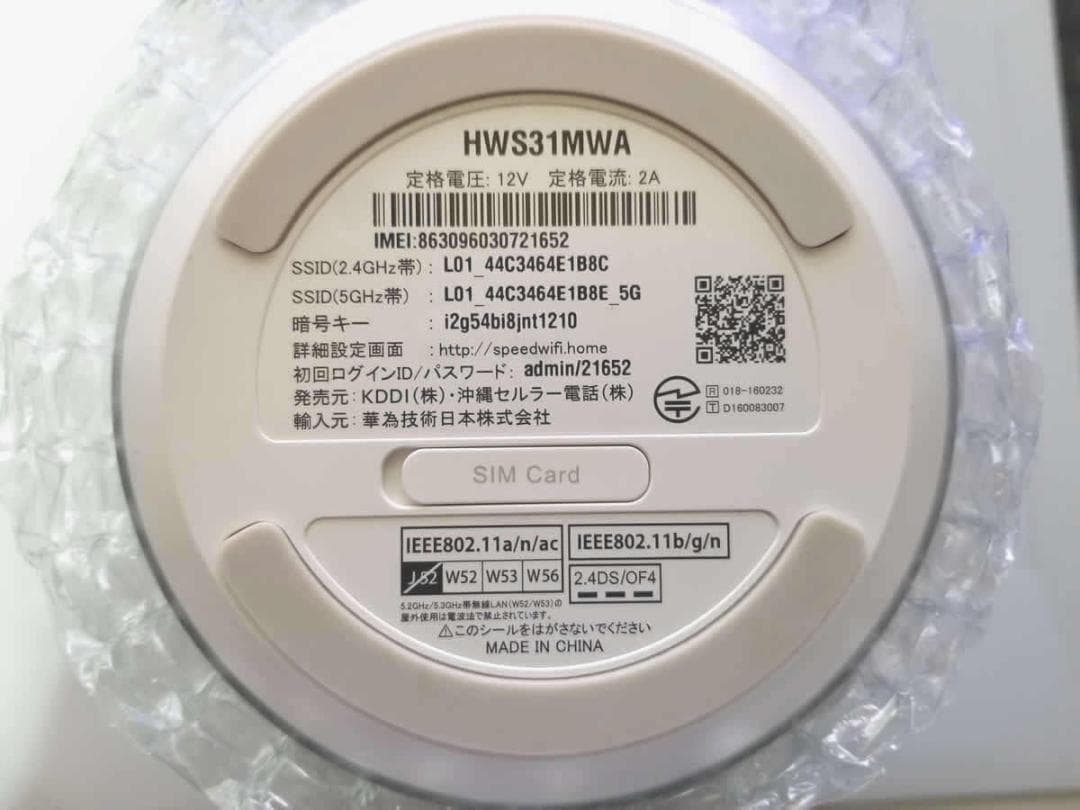 HWS31MWA
定格電圧: 12V 定格電流: 2A
IMEI:863096030721652
SSID(2.4GHz帯): L01_44C3464E1B8C
SSID(5GHz帯) : L01_44C3464E1B8E_5G
暗号キー : i2g54bi8jnt1210
詳細設定画面 : http://speedwifi.home
初回ログインID/パスワード: admin/21652
発売元: KDDI(株)・沖縄セルラー電話(株)
輸入元: 華為技術日本株式会社
R 018-160232
T D160083007
SIM Card
IEEE802.11a/n/ac IEEE802.11b/g/n
J52 W52 W53 W56 2.4DS/OF4
5.2GHz/5.3GHz帯無線LAN(W52/W53)の
屋外使用は電波法で禁止されています。
⚠このシールをはがさないでください
MADE IN CHINA